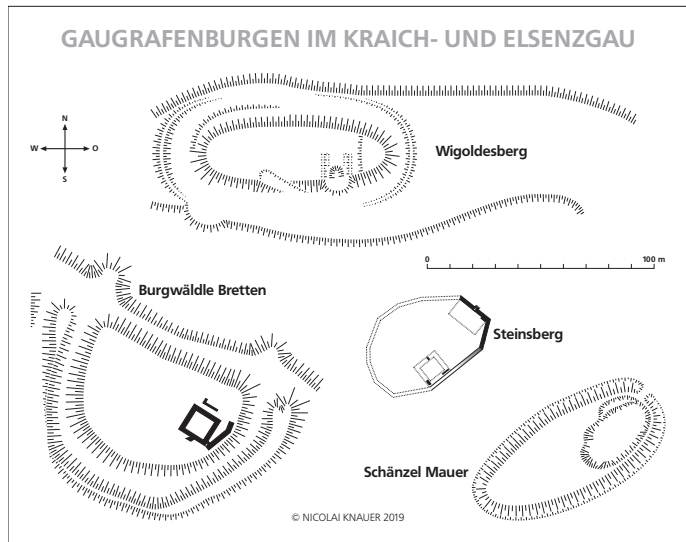 GAUGRAFENBURGEN IM KRAICH- UND ELSENZGAU
N
W O
S
Wigoldesberg
0 100 m
Burgwäldle Bretten
Steinsberg
Schänzel Mauer
© NICOLAI KNAUER 2019